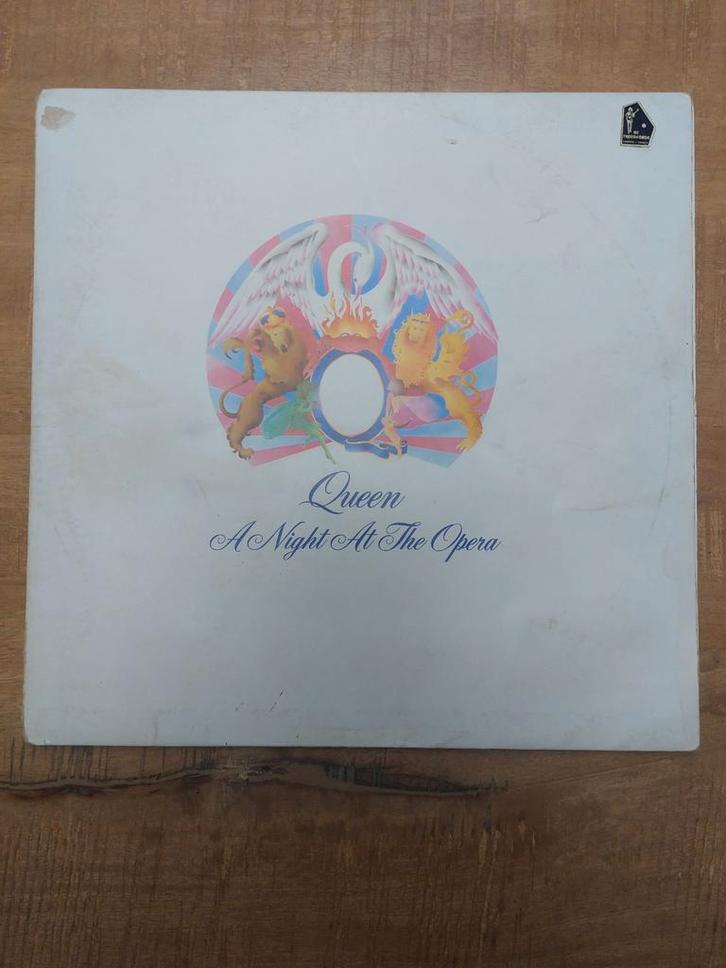 Queen
A Night At The Opera